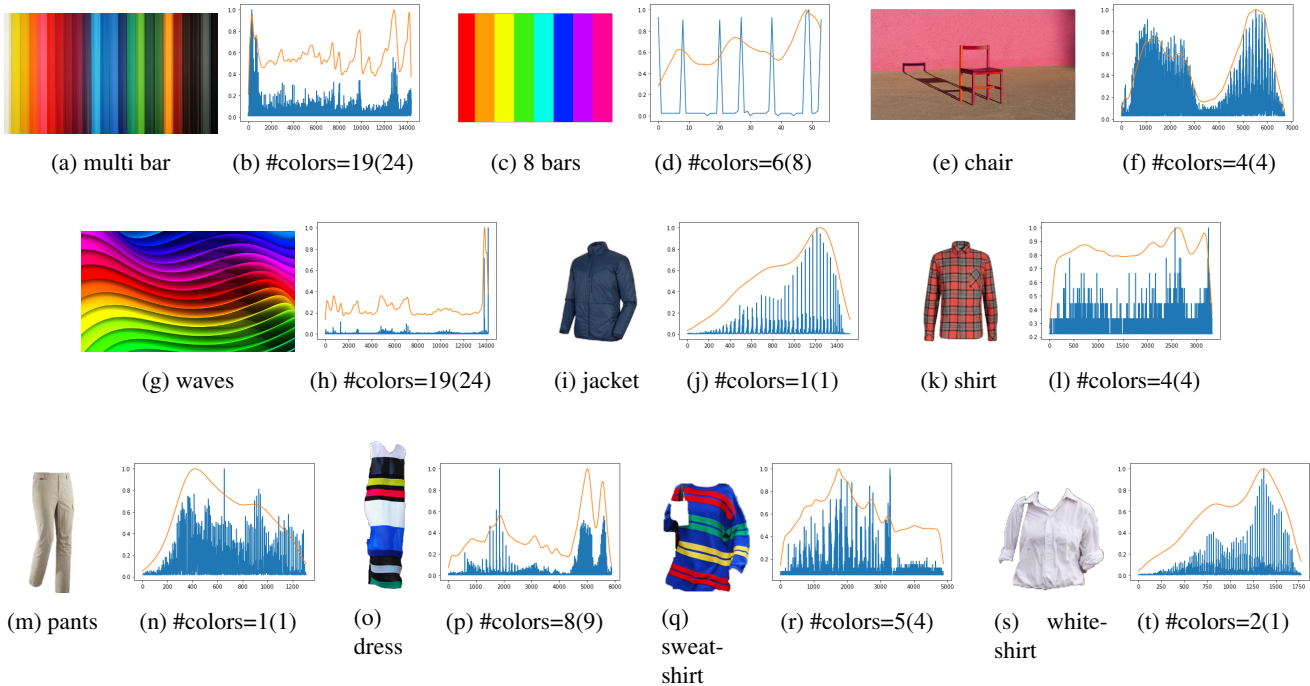 (a) multi bar
(b) #colors=19(24)
(c) 8 bars
(d) #colors=6(8)
(e) chair
(f) #colors=4(4)
(g) waves
(h) #colors=19(24)
(i) jacket
(j) #colors=1(1)
(k) shirt
(l) #colors=4(4)
(m) pants
(n) #colors=1(1)
(o)
dress
(p) #colors=8(9)
(q)
sweat-
shirt
(r) #colors=5(4)
(s) white-
shirt
(t) #colors=2(1)